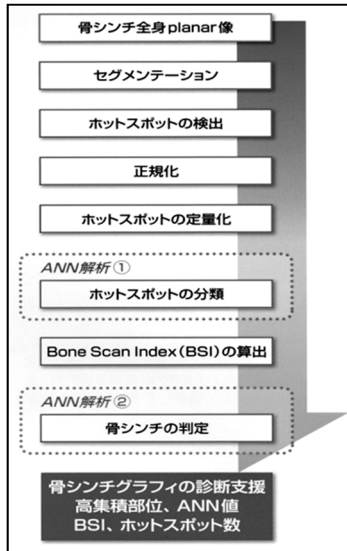 骨シンチ全身planar像
セグメンテーション
ホットスポットの検出
正規化
ホットスポットの定量化
ANN解析①
ホットスポットの分類
Bone Scan Index(BSI)の算出
ANN解析②
骨シンチの判定
骨シンチグラフィの診断支援
高集積部位、ANN値
BSI、ホットスポット数